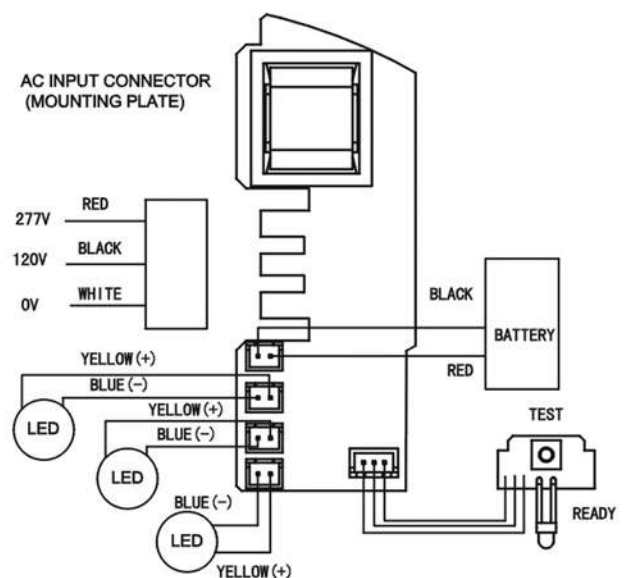 AC INPUT CONNECTOR
(MOUNTING PLATE)
RED
277V
BLACK
120V
WHITE
0V
BLACK
BATTERY
RED
YELLOW(+)
BLUE(-)
LED
YELLOW(+)
BLUE(-)
LED
BLUE(-)
LED
YELLOW(+)
TEST
READY